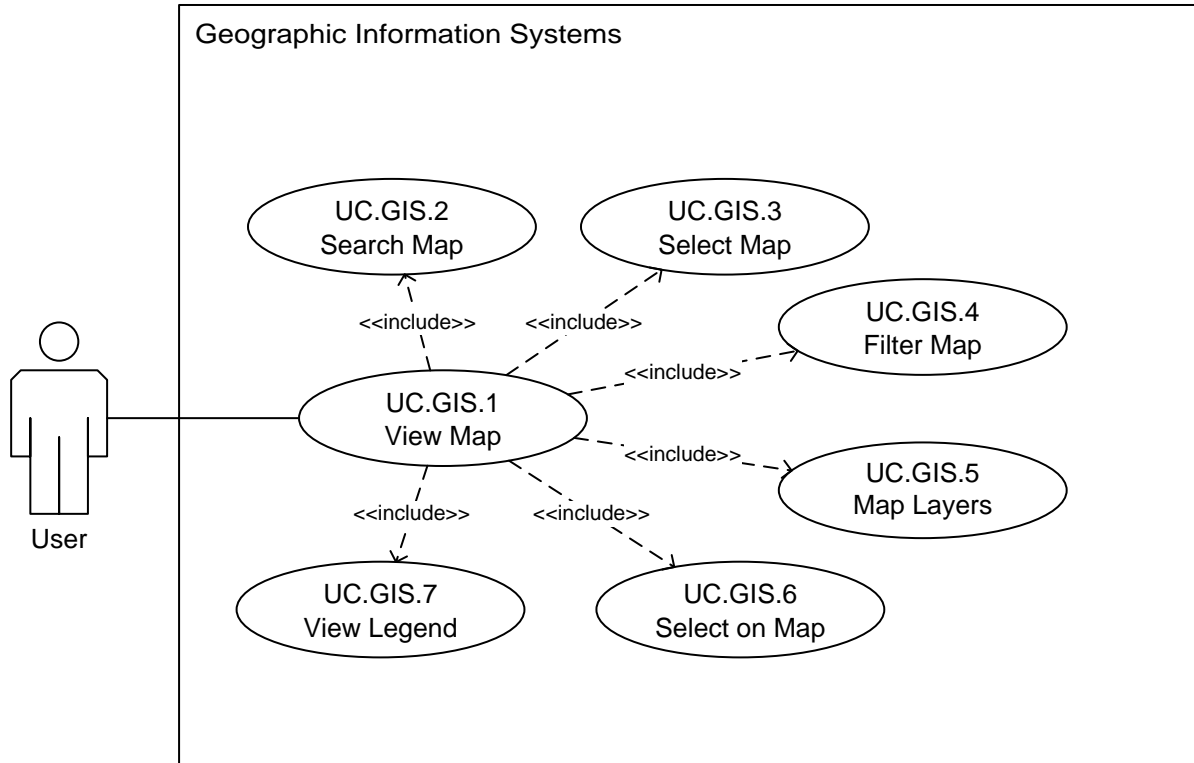 Geographic Information Systems
UC.GIS.2
Search Map
UC.GIS.3
Select Map
UC.GIS.4
Filter Map
<<include>>
<<include>>
<<include>>
UC.GIS.1
View Map
<<include>>
UC.GIS.5
Map Layers
<<include>>
<<include>>
User
UC.GIS.7
View Legend
UC.GIS.6
Select on Map